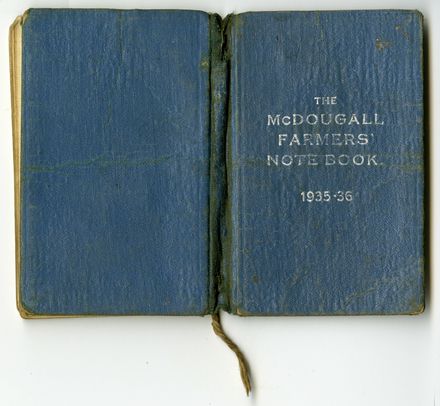 THE
McDOUGALL
FARMERS'
NOTE BOOK.
1935-36